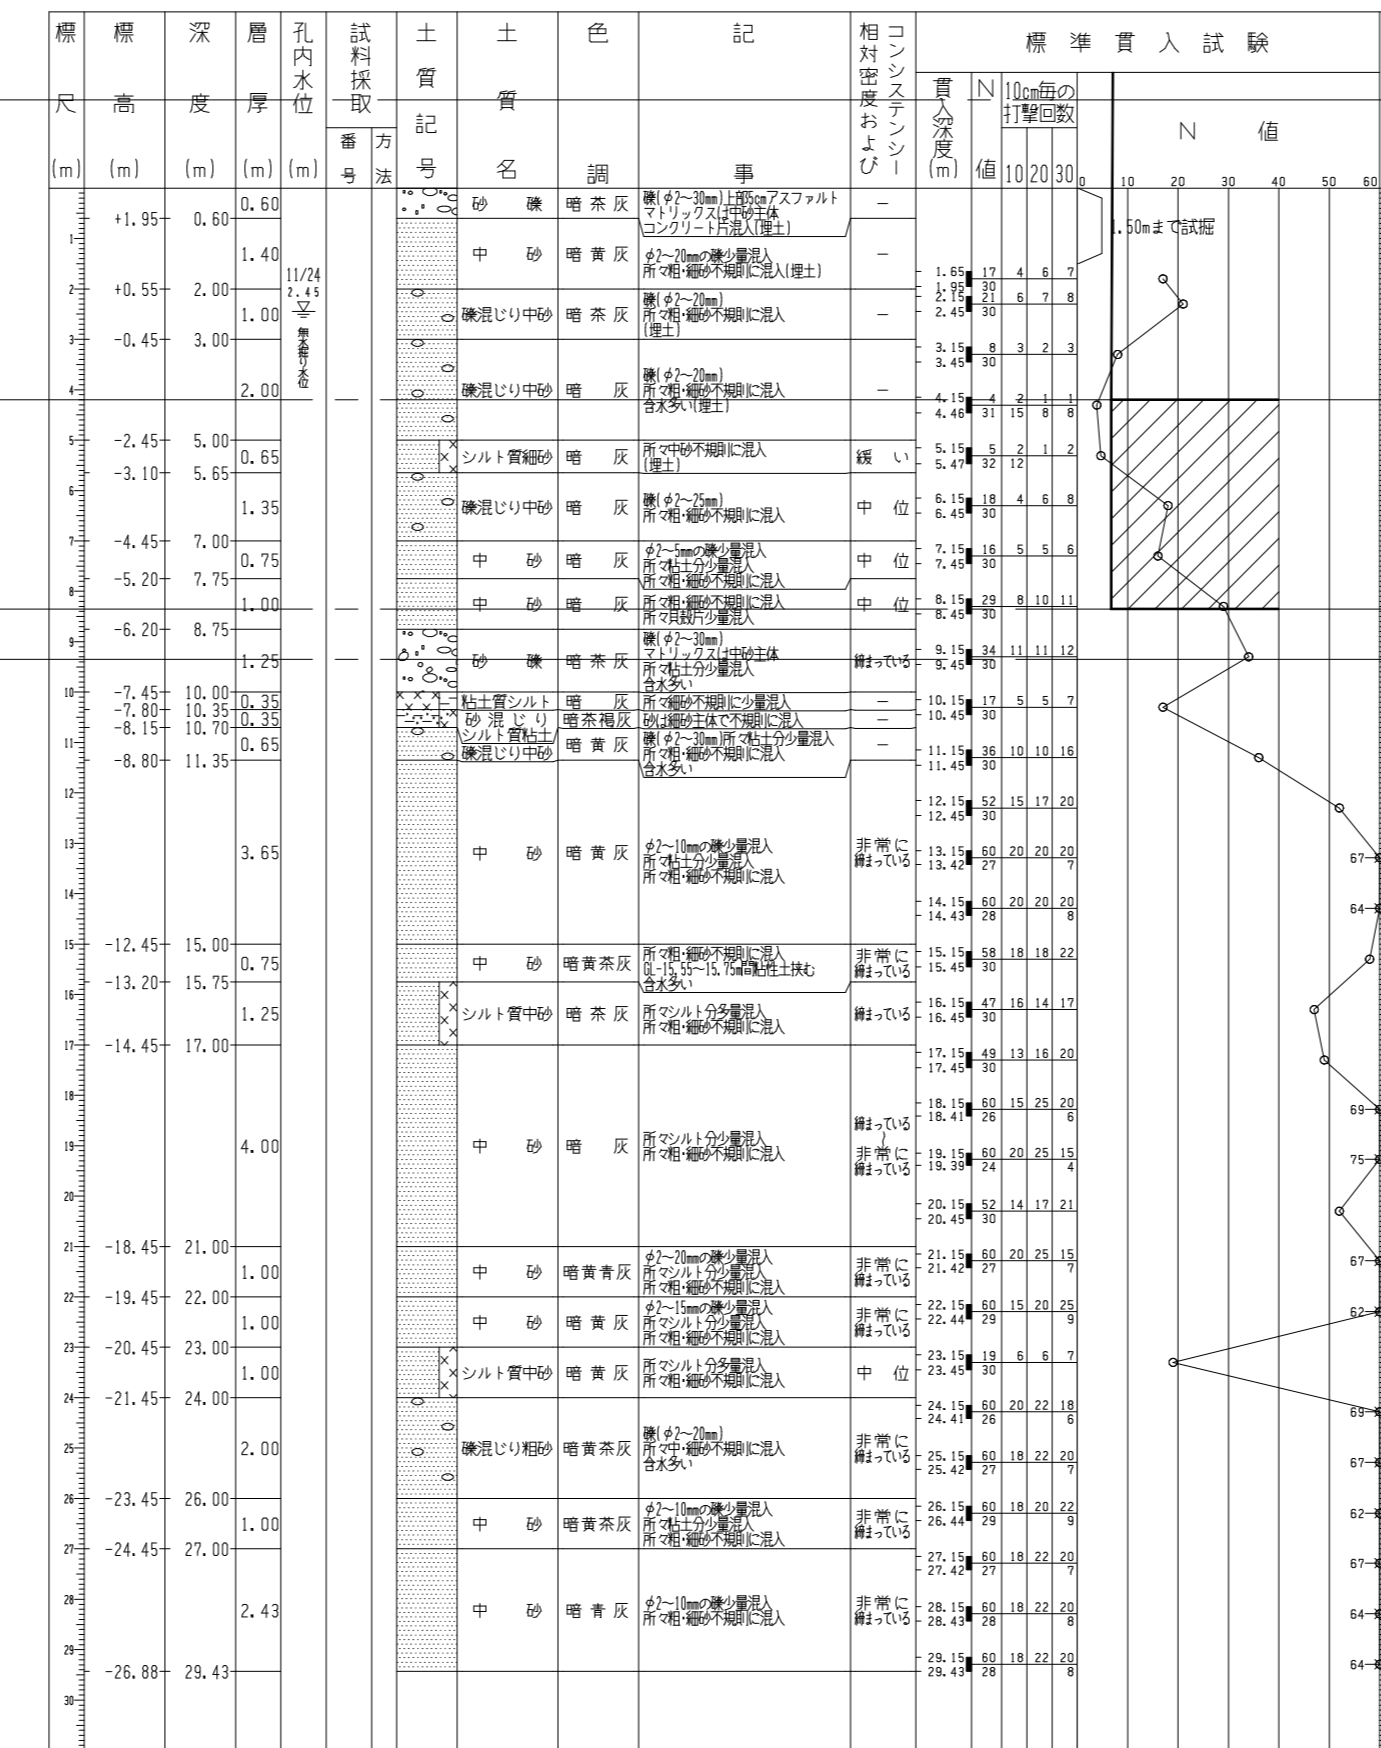 標尺(m) 標高(m) 深度(m) 層厚(m) 孔内水位(m) 試料採取 土質記号 土質名 色調 記事 相対密度および コンシステンシー 標準貫入試験
番号 方法 貫入深度(m) N値 10cm毎の打撃回数 N値
10 20 30 0 10 20 30 40 50 60
+1.95 0.60 0.60 砂礫 暗茶灰 礫(φ2〜30mm)上部5cmアスファルト
マトリックスは中砂主体
コンクリート片混入(埋土) −
1.50mまで試掘
1
1.40 中砂 暗黄灰 φ2〜20mmの礫少量混入
所々粗・細砂不規則に混入(埋土) −
11/24
2.45
無水掘り水位
1.65 17 4 6 7
1.95 30
2 +0.55 2.00
1.00 礫混じり中砂 暗茶灰 礫(φ2〜20mm)
所々粗・細砂不規則に混入
(埋土) −
2.15 21 6 7 8
2.45 30
3 -0.45 3.00
3.15 8 3 2 3
3.45 30
4 2.00 礫混じり中砂 暗灰 礫(φ2〜20mm)
所々粗・細砂不規則に混入
含水多い(埋土) −
4.15 4 2 1 1
4.46 31 15 8 8
5 -2.45 5.00
0.65 シルト質細砂 暗灰 所々中砂不規則に混入
(埋土) 緩い
5.15 5 2 1 2
5.47 32 12
-3.10 5.65
6
1.35 礫混じり中砂 暗灰 礫(φ2〜25mm)
所々粗・細砂不規則に混入 中位
6.15 18 4 6 8
6.45 30
7 -4.45 7.00
0.75 中砂 暗灰 φ2〜5mmの礫少量混入
所々粘土分少量混入
所々粗・細砂不規則に混入 中位
7.15 16 5 5 6
7.45 30
-5.20 7.75
8
1.00 中砂 暗灰 所々粗・細砂不規則に混入
所々貝殻片少量混入 中位
8.15 29 8 10 11
8.45 30
-6.20 8.75
9
1.25 砂礫 暗茶灰 礫(φ2〜30mm)
マトリックスは中砂主体
所々粘土分少量混入
含水多い 締まっている
9.15 34 11 11 12
9.45 30
10 -7.45 10.00
0.35 粘土質シルト 暗灰 所々細砂不規則に少量混入 −
-7.80 10.35
10.15 17 5 5 7
10.45 30
0.35 砂混じりシルト質粘土 暗茶褐灰 砂は細砂主体で不規則に混入 −
-8.15 10.70
11
0.65 礫混じり中砂 暗黄灰 礫(φ2〜30mm)所々粘土分少量混入
所々粗・細砂不規則に混入
含水多い −
11.15 36 10 10 16
11.45 30
-8.80 11.35
12
12.15 52 15 17 20
12.45 30
13
3.65 中砂 暗黄灰 φ2〜10mmの礫少量混入
所々粘土分少量混入
所々粗・細砂不規則に混入 非常に締まっている
13.15 60 20 20 20 67
13.42 27 7
14
14.15 60 20 20 20 64
14.43 28 8
15 -12.45 15.00
0.75 中砂 暗黄茶灰 所々粗・細砂不規則に混入
GL-15.55〜15.75m間粘性土挟む
含水多い 非常に締まっている
15.15 58 18 18 22
15.45 30
-13.20 15.75
16
1.25 シルト質中砂 暗茶灰 所々シルト分多量混入
所々粗・細砂不規則に混入 締まっている
16.15 47 16 14 17
16.45 30
17 -14.45 17.00
17.15 49 13 16 20
17.45 30
18
18.15 60 15 25 20 69
18.41 26 6
19
4.00 中砂 暗灰 所々シルト分少量混入
所々粗・細砂不規則に混入 締まっている〜非常に締まっている
19.15 60 20 25 15 75
19.39 24 4
20
20.15 52 14 17 21
20.45 30
21 -18.45 21.00
1.00 中砂 暗黄青灰 φ2〜20mmの礫少量混入
所々シルト分少量混入
所々粗・細砂不規則に混入 非常に締まっている
21.15 60 20 25 15 67
21.42 27 7
22 -19.45 22.00
1.00 中砂 暗黄灰 φ2〜15mmの礫少量混入
所々シルト分少量混入
所々粗・細砂不規則に混入 非常に締まっている
22.15 60 15 20 25 62
22.44 29 9
23 -20.45 23.00
1.00 シルト質中砂 暗黄灰 所々シルト分多量混入
所々粗・細砂不規則に混入 中位
23.15 19 6 6 7
23.45 30
24 -21.45 24.00
24.15 60 20 22 18 69
24.41 26 6
25
2.00 礫混じり粗砂 暗黄茶灰 礫(φ2〜20mm)
所々中・細砂不規則に混入
含水多い 非常に締まっている
25.15 60 18 22 20 67
25.42 27 7
26 -23.45 26.00
1.00 中砂 暗黄茶灰 φ2〜10mmの礫少量混入
所々粘土分少量混入
所々粗・細砂不規則に混入 非常に締まっている
26.15 60 18 20 22 62
26.44 29 9
27 -24.45 27.00
27.15 60 18 22 20 67
27.42 27 7
28
2.43 中砂 暗青灰 φ2〜10mmの礫少量混入
所々粗・細砂不規則に混入 非常に締まっている
28.15 60 18 22 20 64
28.43 28 8
29
29.15 60 18 22 20 64
29.43 28 8
-26.88 29.43
30